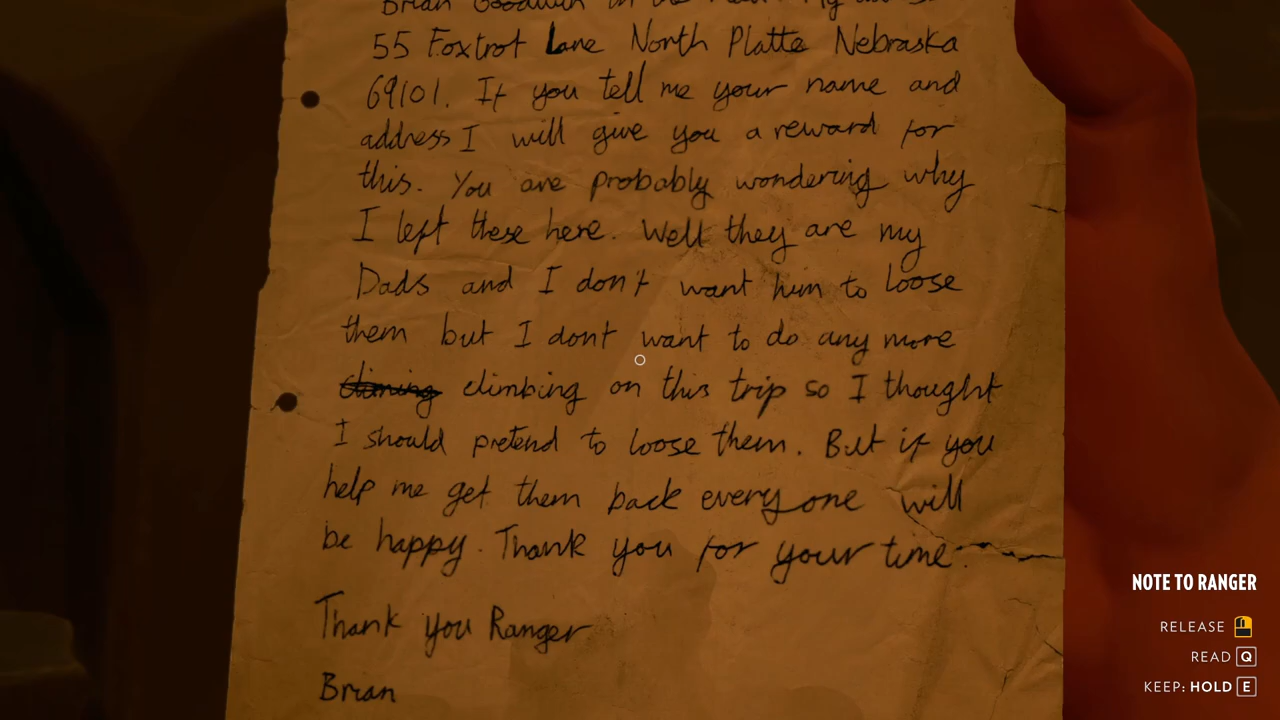 Brian Goodwin
55 Foxtrot Lane North Platte Nebraska
69101. If you tell me your name and
address I will give you a reward for
this. You are probably wondering why
I left these here. Well they are my
Dads and I don't want him to loose
them but I dont want to do any more
climing climbing on this trip so I thought
I should pretend to loose them. But if you
help me get them back every one will
be happy. Thank you for your time.
Thank you Ranger
Brian
NOTE TO RANGER
RELEASE
READ Q
KEEP: HOLD E